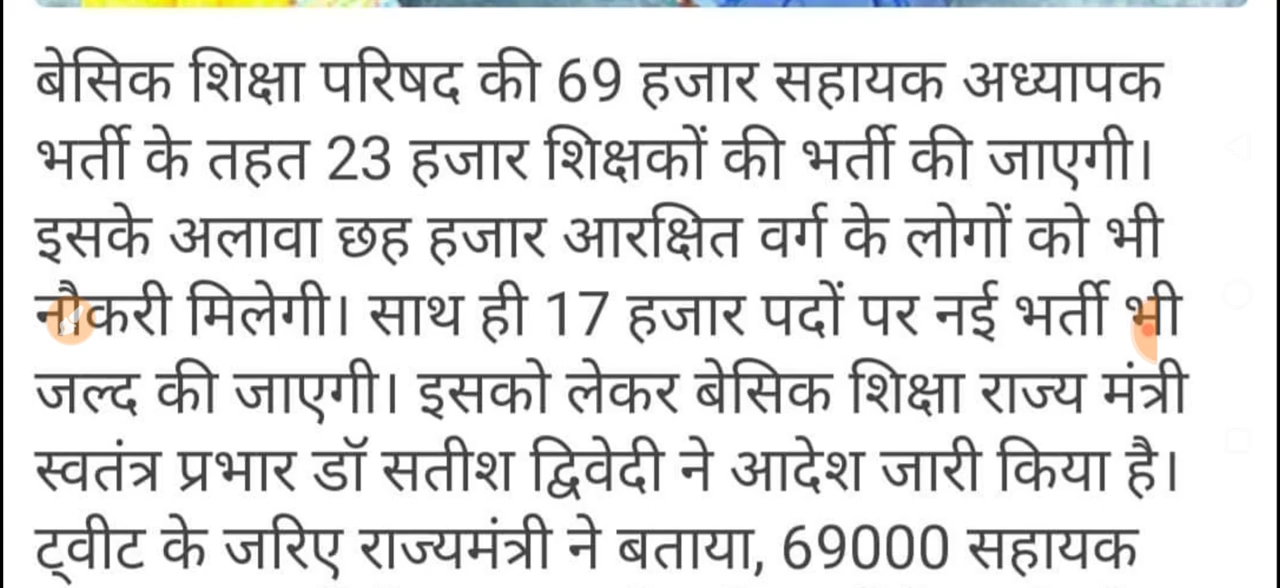 बेसिक शिक्षा परिषद की 69 हजार सहायक अध्यापक
भर्ती के तहत 23 हजार शिक्षकों की भर्ती की जाएगी।
इसके अलावा छह हजार आरक्षित वर्ग के लोगों को भी
नौकरी मिलेगी। साथ ही 17 हजार पदों पर नई भर्ती भी
जल्द की जाएगी। इसको लेकर बेसिक शिक्षा राज्य मंत्री
स्वतंत्र प्रभार डॉ सतीश द्विवेदी ने आदेश जारी किया है।
ट्वीट के जरिए राज्यमंत्री ने बताया, 69000 सहायक